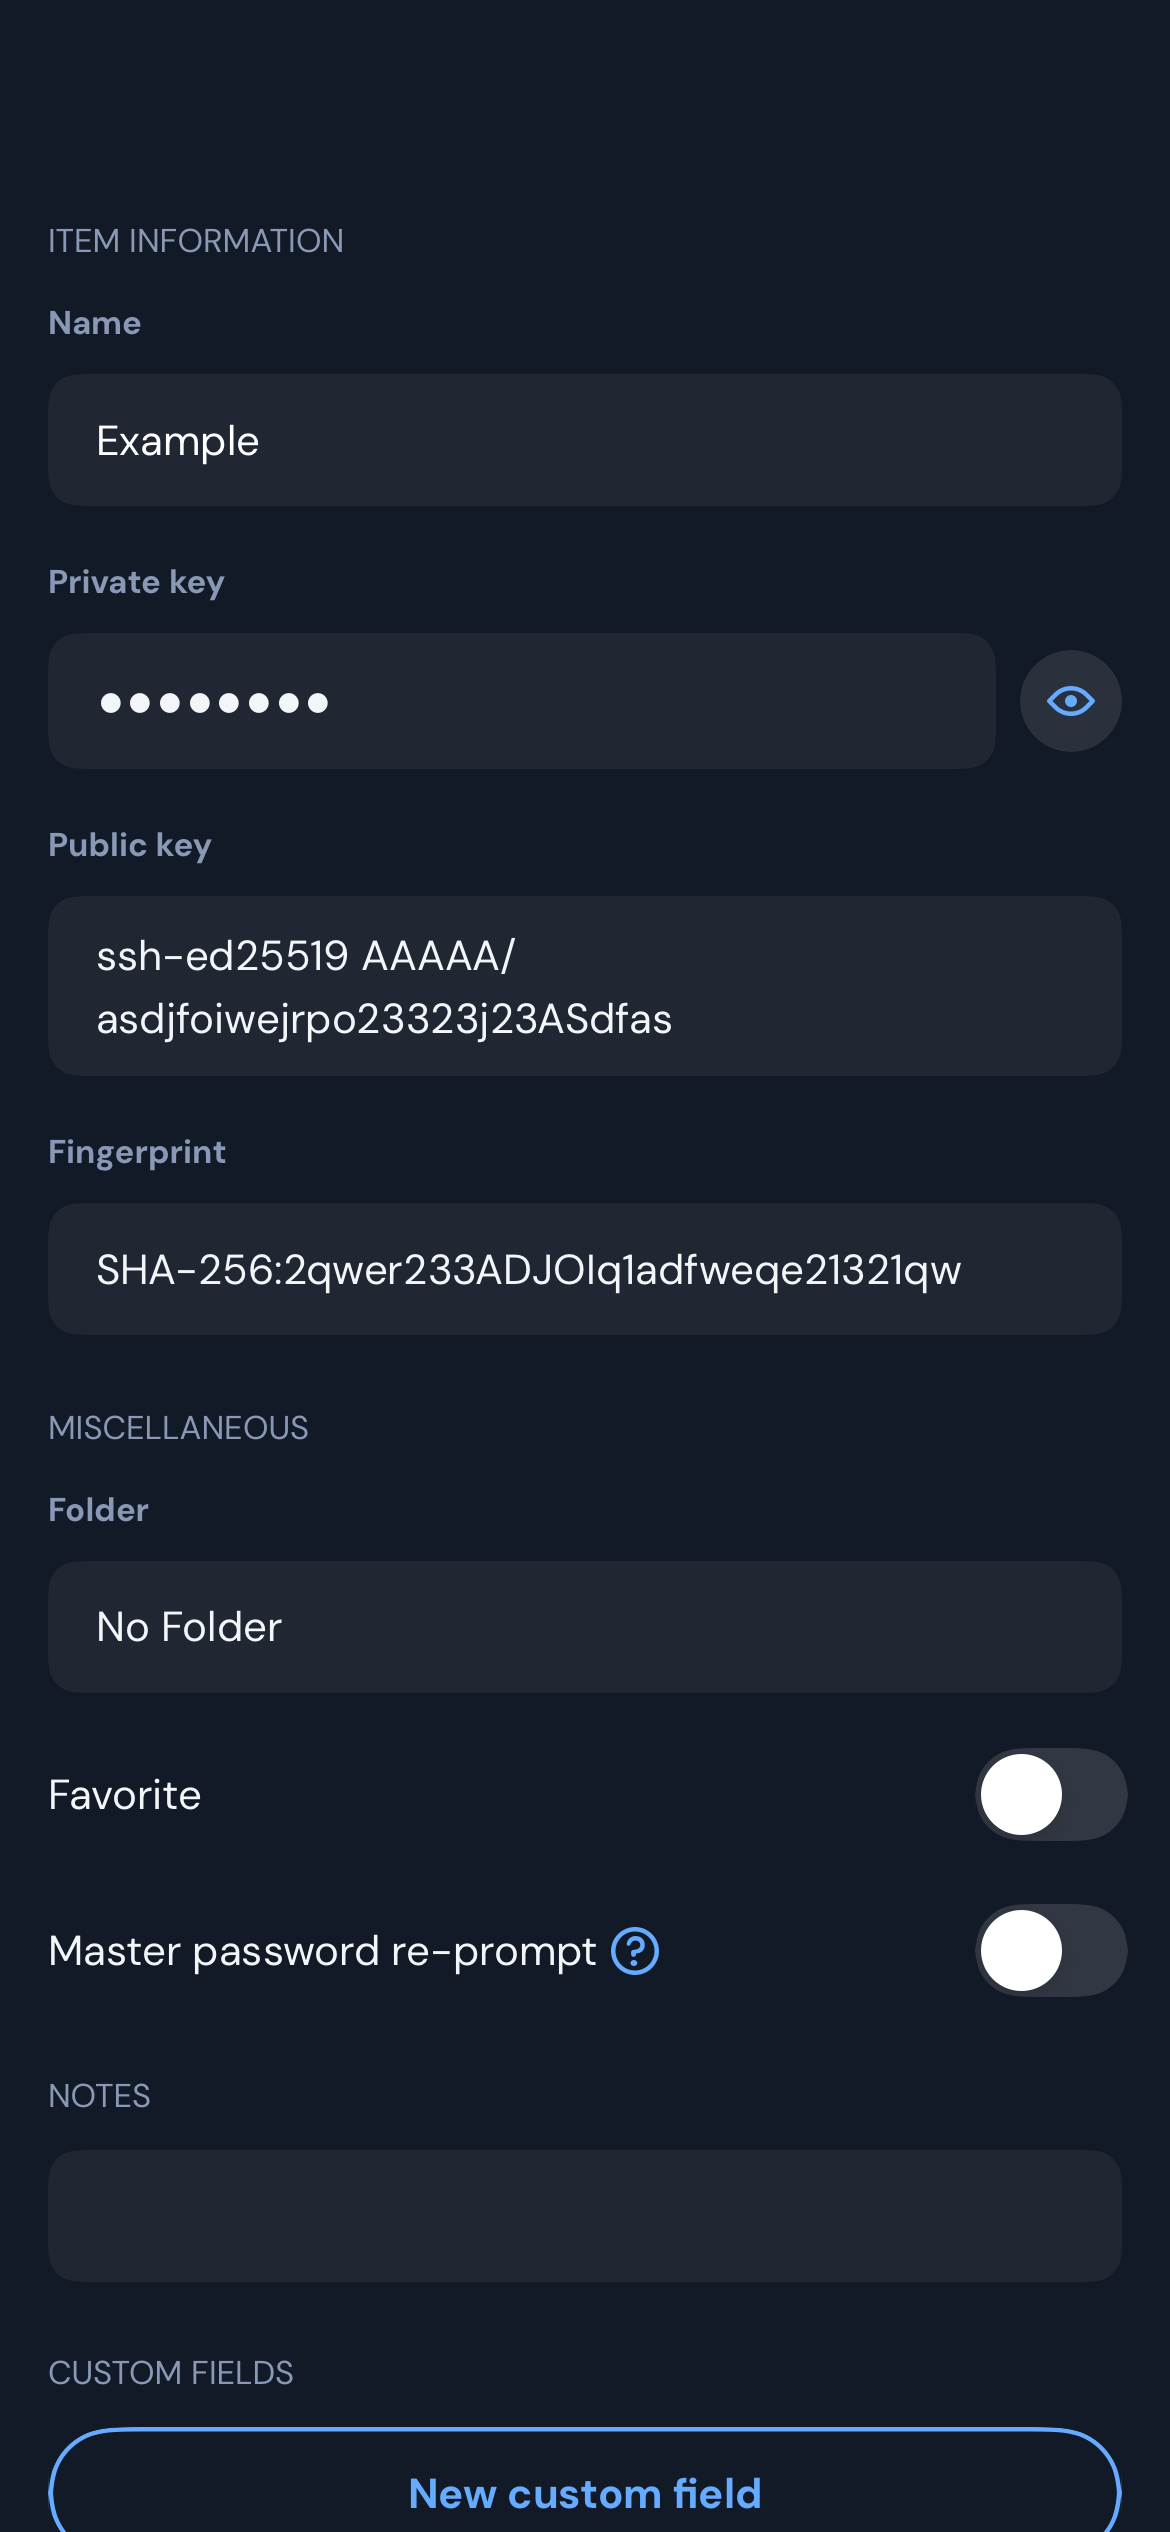 ITEM INFORMATION
Name
Example
Private key
●●●●●●●●
Public key
ssh-ed25519 AAAAA/
asdjfoiwejrpo23323j23ASdfas
Fingerprint
SHA-256:2qwer233ADJOIq1adfweqe21321qw
MISCELLANEOUS
Folder
No Folder
Favorite
Master password re-prompt ?
NOTES
CUSTOM FIELDS
New custom field